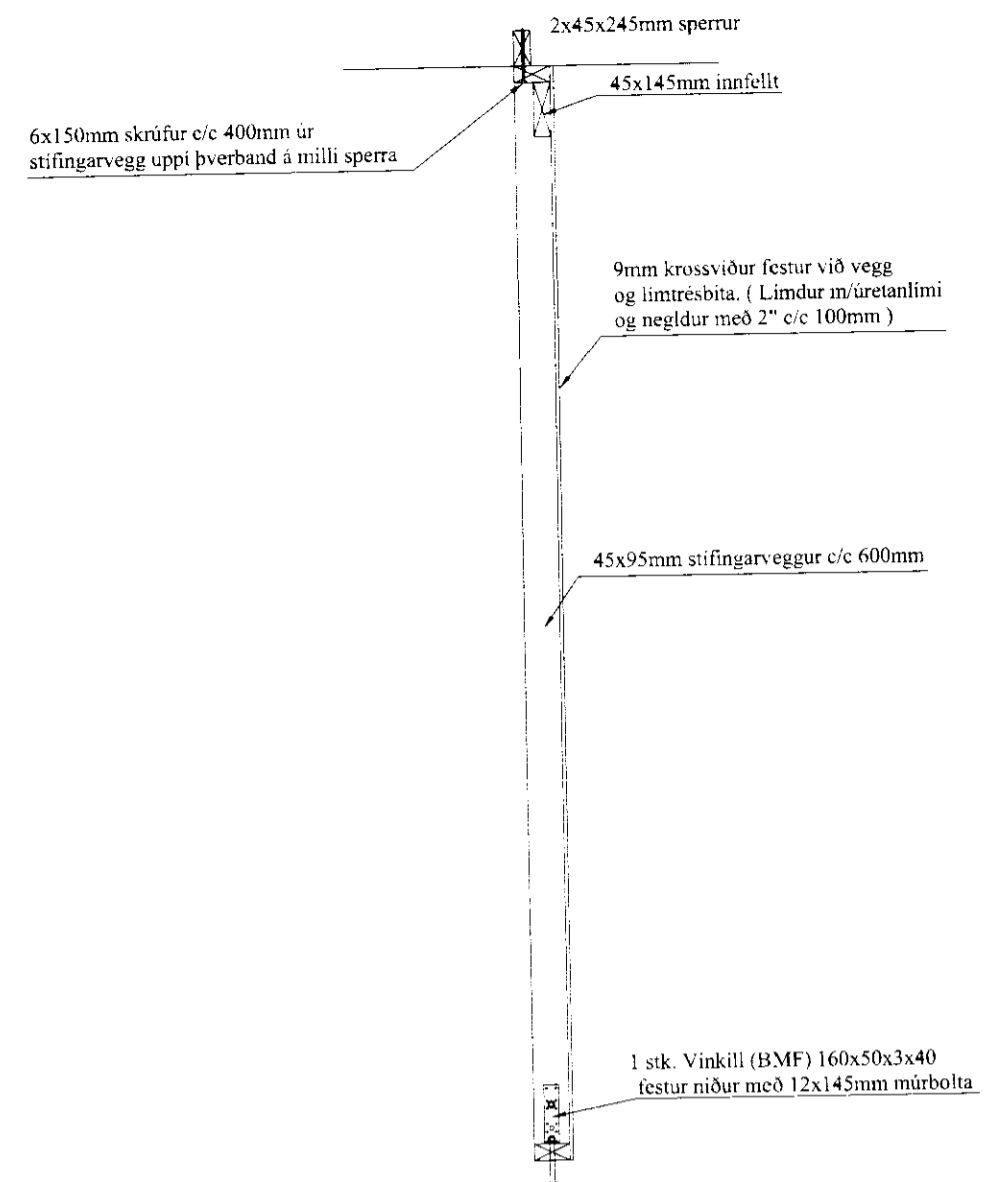 2x45x245mm sperrur
45x145mm innfellt
6x150mm skrúfur c/c 400mm úr
stífingarvegg uppí þverband á milli sperra
9mm krossviður festur við vegg
og límtrésbita. ( Límdur m/úretanlími
og negldur með 2" c/c 100mm )
45x95mm stífingarveggur c/c 600mm
1 stk. Vinkill (BMF) 160x50x3x40
festur niður með 12x145mm múrbolta